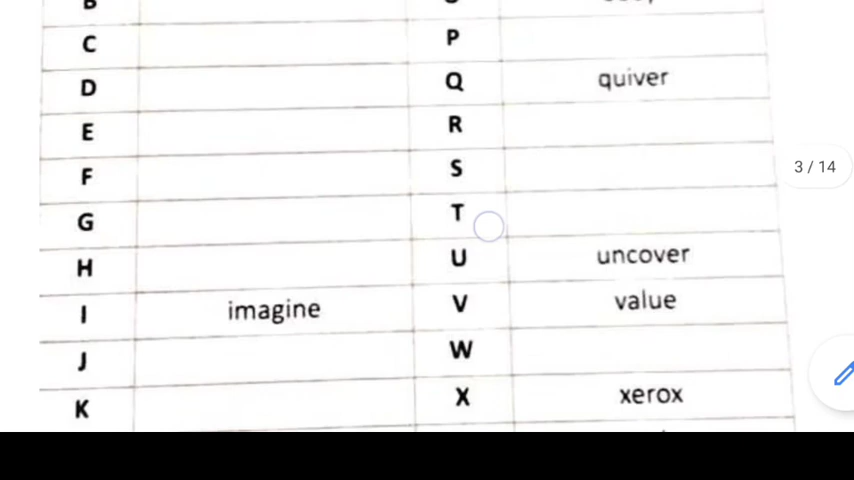 B
C P
D Q quiver
E R
F S
G T
H U uncover
I imagine V value
J W
K X xerox
3 / 14